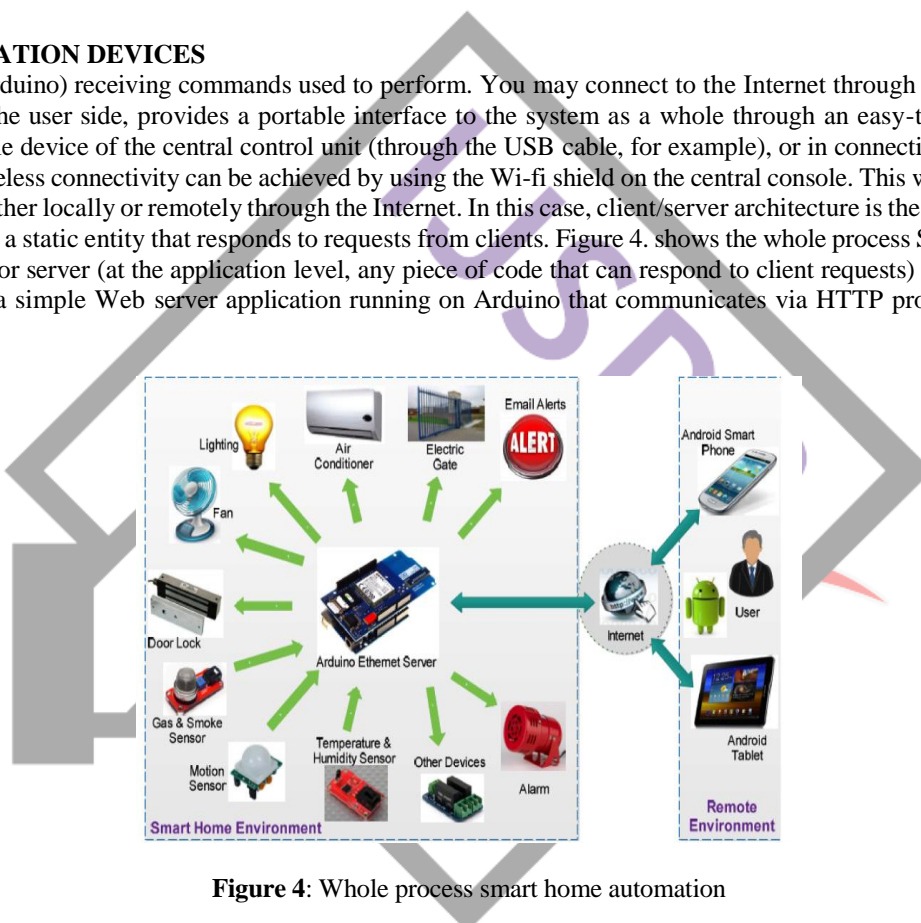 ATION DEVICES
duino) receiving commands used to perform. You may connect to the Internet through
he user side, provides a portable interface to the system as a whole through an easy-t
e device of the central control unit (through the USB cable, for example), or in connecti
eless connectivity can be achieved by using the Wi-fi shield on the central console. This w
ther locally or remotely through the Internet. In this case, client/server architecture is the
a static entity that responds to requests from clients. Figure 4. shows the whole process S
or server (at the application level, any piece of code that can respond to client requests)
a simple Web server application running on Arduino that communicates via HTTP pro
Lighting
Air
Conditioner
Electric
Gate
Email Alerts
ALERT
Fan
Door Lock
Arduino Ethernet Server
Gas & Smoke
Sensor
Motion
Sensor
Temperature &
Humidity Sensor
Other Devices
Alarm
Smart Home Environment
http://
Internet
Android Smart
Phone
User
Android
Tablet
Remote
Environment
Figure 4: Whole process smart home automation